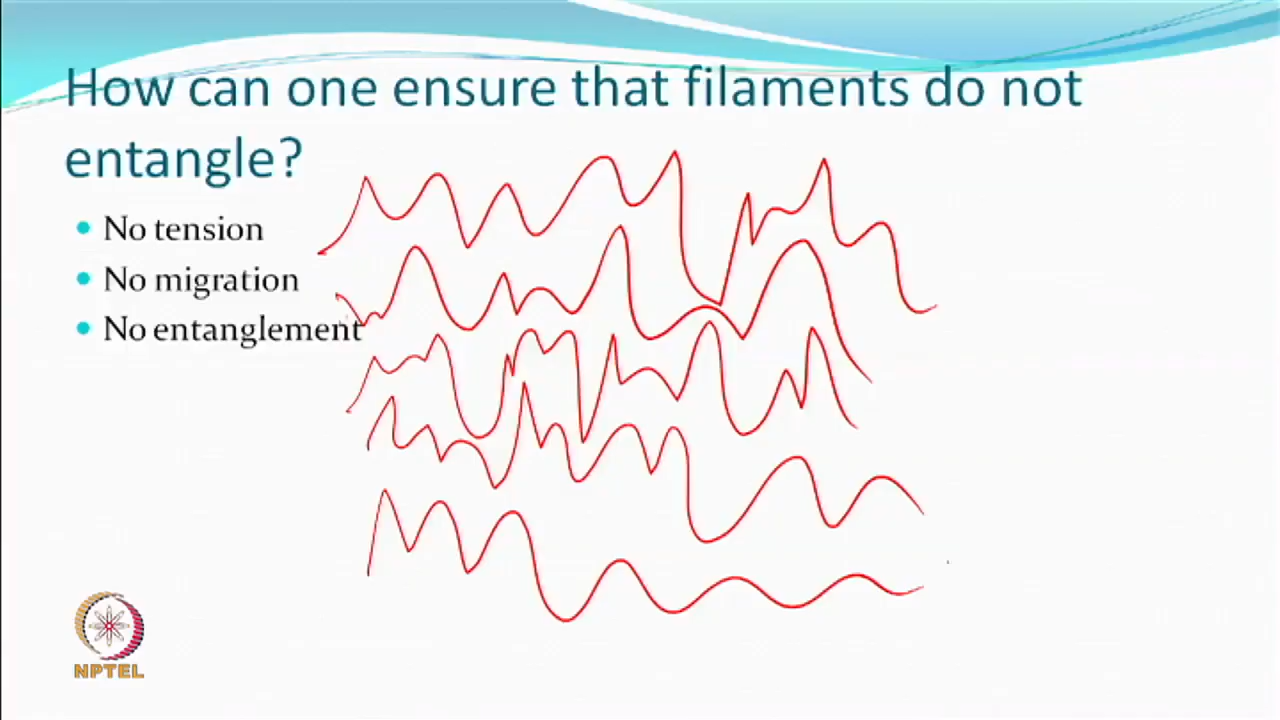 How can one ensure that filaments do not
entangle?
No tension
No migration
No entanglement
NPTEL